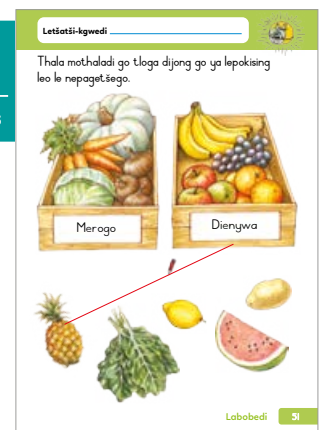 Letšatši-kgwedi
Thala mothaladi go tloga dijong go ya lepokising
leo le nepagetšego.
Merogo
Dienywa
Labobedi 51